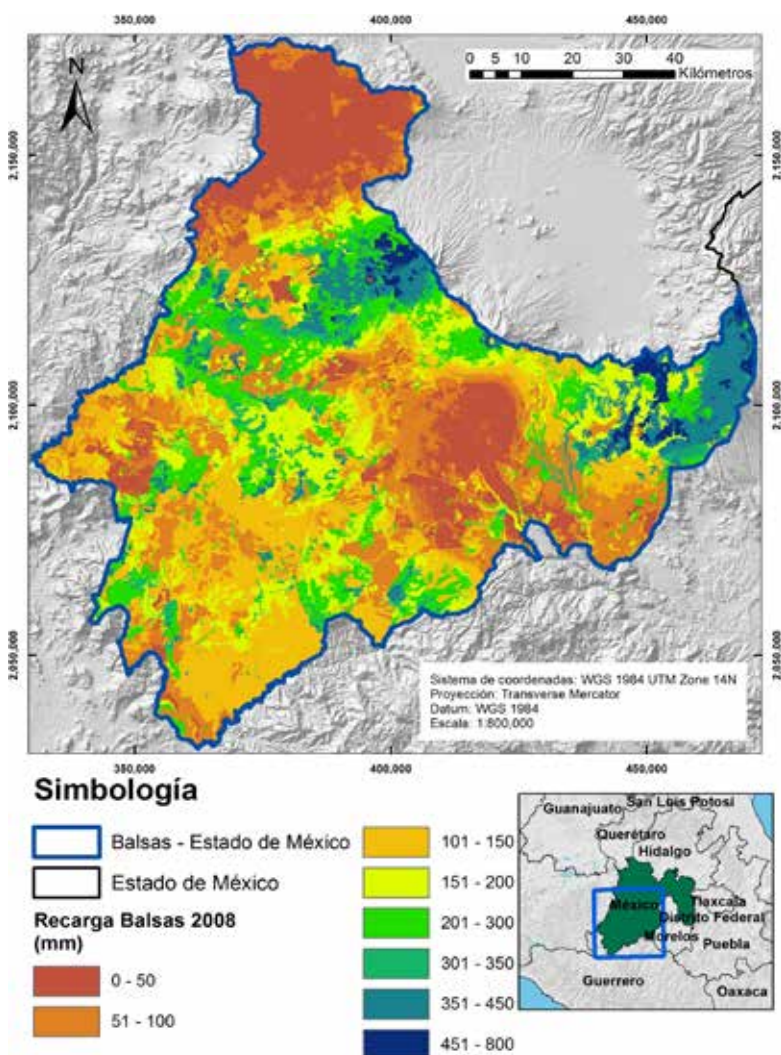 350,000 400,000 450,000
N
0 5 10 20 30 40
Kilómetros
2,150,000 2,150,000
2,100,000 2,100,000
2,050,000 2,050,000
Sistema de coordenadas: WGS 1984 UTM Zone 14N
Proyección: Transverse Mercator
Datum: WGS 1984
Escala: 1:800,000
350,000 400,000 450,000
Simbología
Balsas - Estado de México
Estado de México
Recarga Balsas 2008
(mm)
0 - 50
51 - 100
101 - 150
151 - 200
201 - 300
301 - 350
351 - 450
451 - 800
San Luis Potosi
Guanajuato
Querétaro
Hidalgo
México
Tlaxcala
Distrito Federal
Morelos
Puebla
Guerrero
Oaxaca